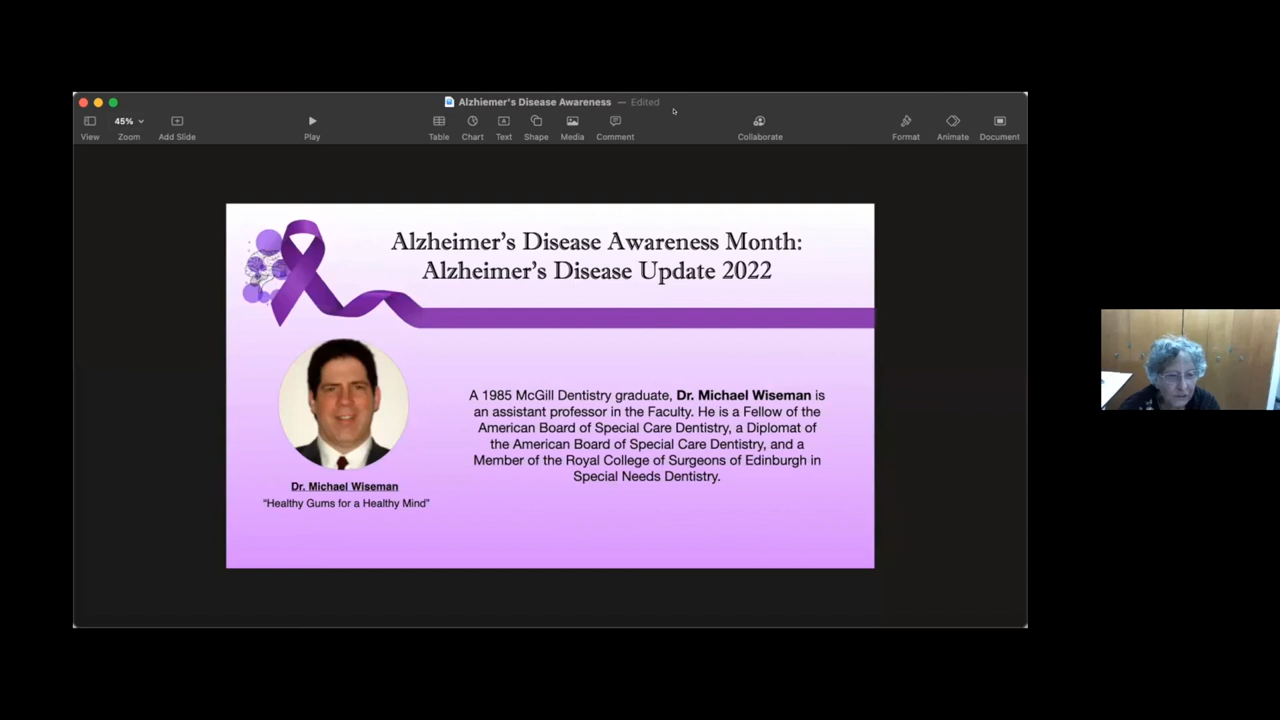 Alzhiemer's Disease Awareness — Edited
45%
View
Zoom
Add Slide
Play
Table
Chart
Text
Shape
Media
Comment
Collaborate
Format
Animate
Document
Alzheimer's Disease Awareness Month:
Alzheimer's Disease Update 2022
A 1985 McGill Dentistry graduate, Dr. Michael Wiseman is
an assistant professor in the Faculty. He is a Fellow of the
American Board of Special Care Dentistry, a Diplomat of
the American Board of Special Care Dentistry, and a
Member of the Royal College of Surgeons of Edinburgh in
Special Needs Dentistry.
Dr. Michael Wiseman
"Healthy Gums for a Healthy Mind"